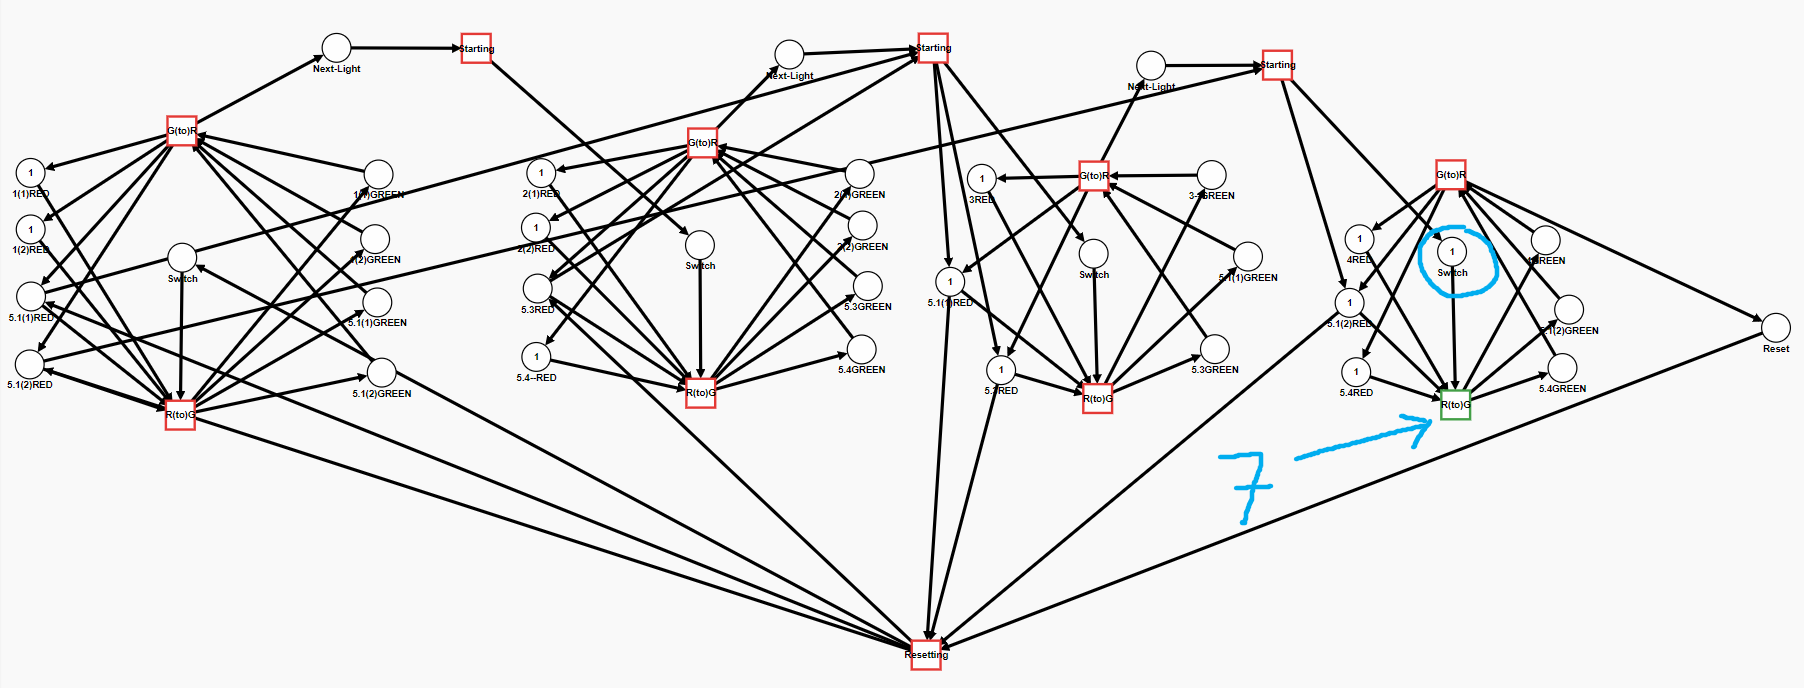 Next-Light
Starting
G(to)R
1
1(1)RED
1
1(2)RED
5.1(1)RED
5.1(2)RED
Switch
1(1)GREEN
1(2)GREEN
5.1(1)GREEN
5.1(2)GREEN
R(to)G
Next-Light
Starting
G(to)R
1
2(1)RED
1
2(2)RED
5.3RED
1
5.4--RED
Switch
2(1)GREEN
2(2)GREEN
5.3GREEN
5.4GREEN
R(to)G
Next-Light
Starting
G(to)R
1
3RED
1
5.1(1)RED
1
Switch
3--GREEN
5.1(1)GREEN
5.3GREEN
R(to)G
G(to)R
1
4RED
1
5.1(2)RED
1
5.4RED
1
Switch
5.1(2)GREEN
5.4GREEN
R(to)G
Reset
7
Resetting